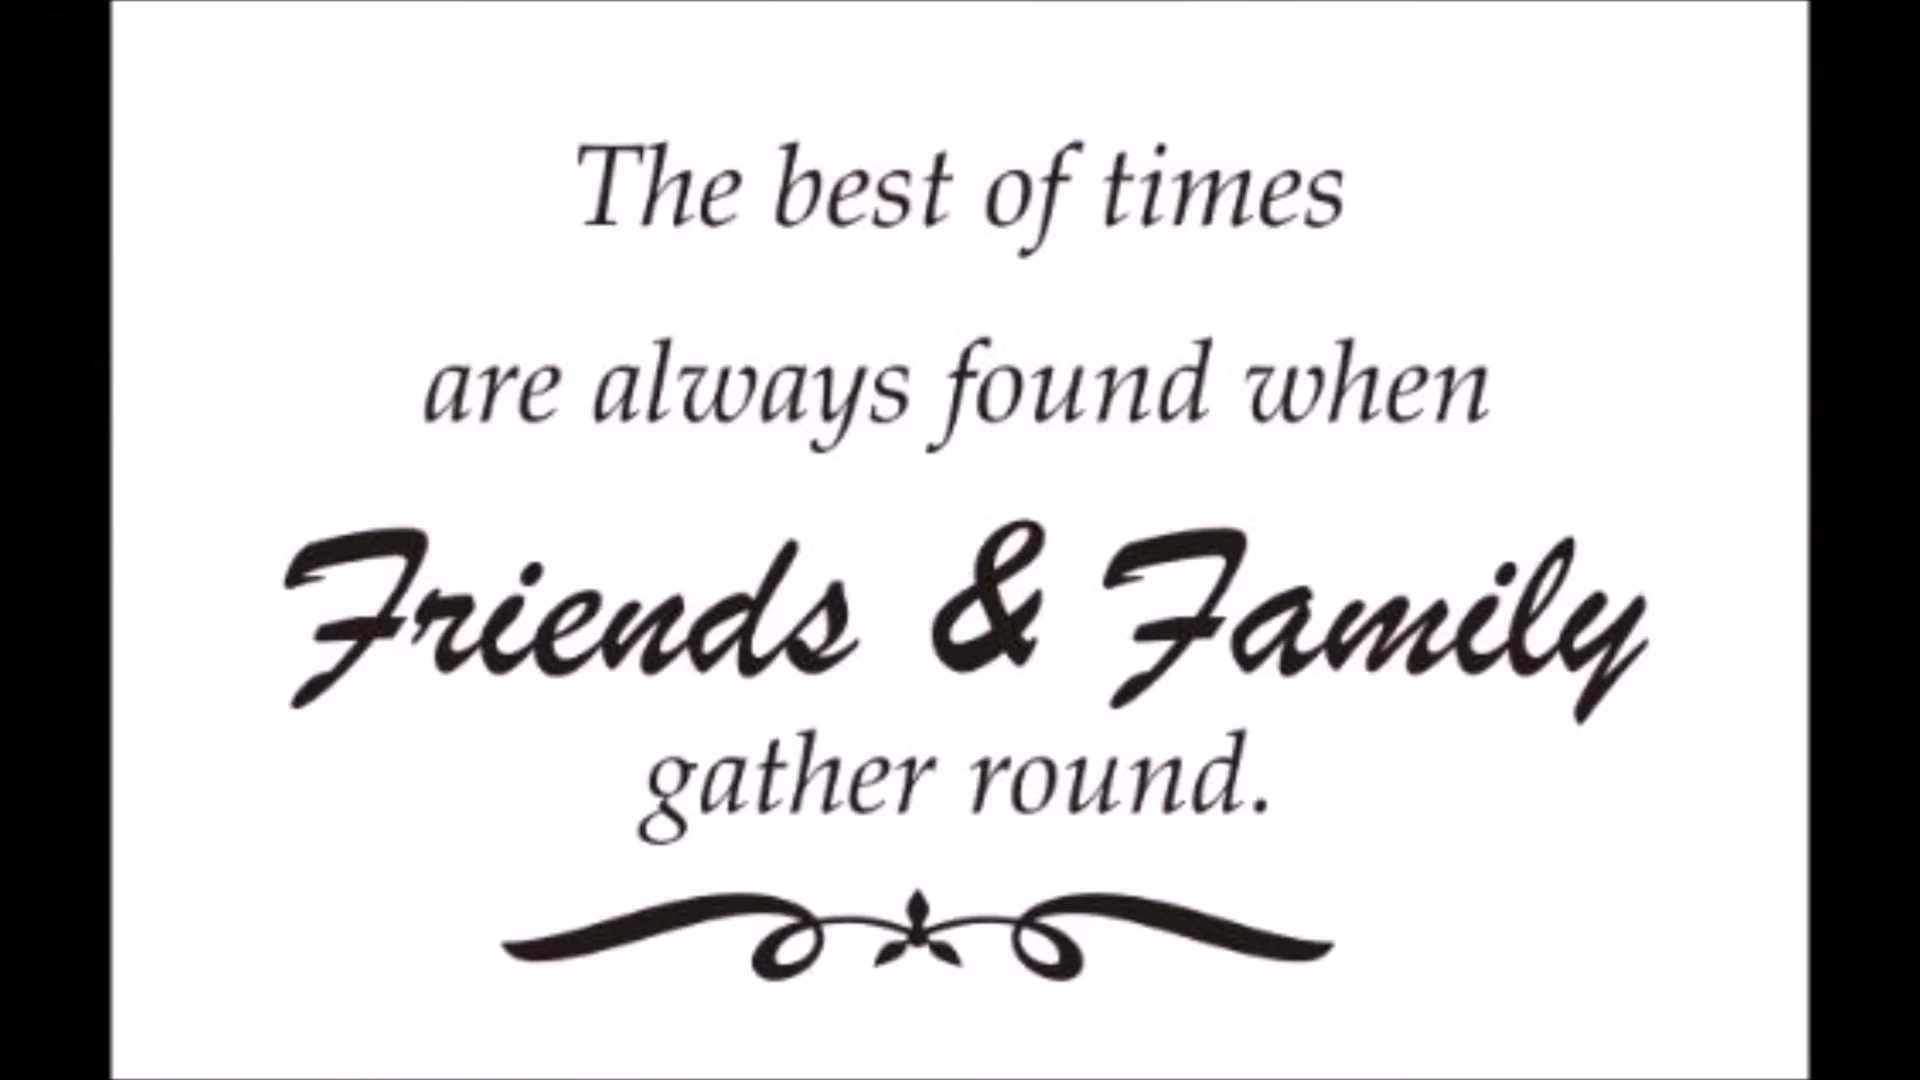 The best of times
are always found when
Friends & Family
gather round.